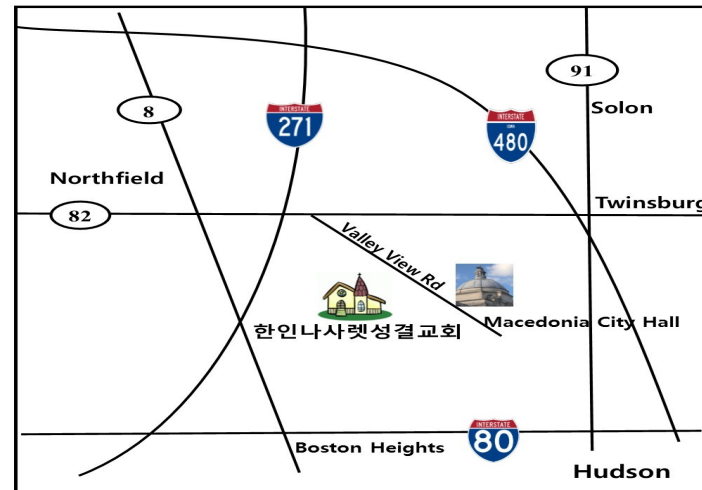 91
8
Solon
INTERSTATE
271
INTERSTATE
480
Northfield
82
Twinsburg
Valley View Rd
한인나사렛성결교회
Macedonia City Hall
Boston Heights
INTERSTATE
80
Hudson